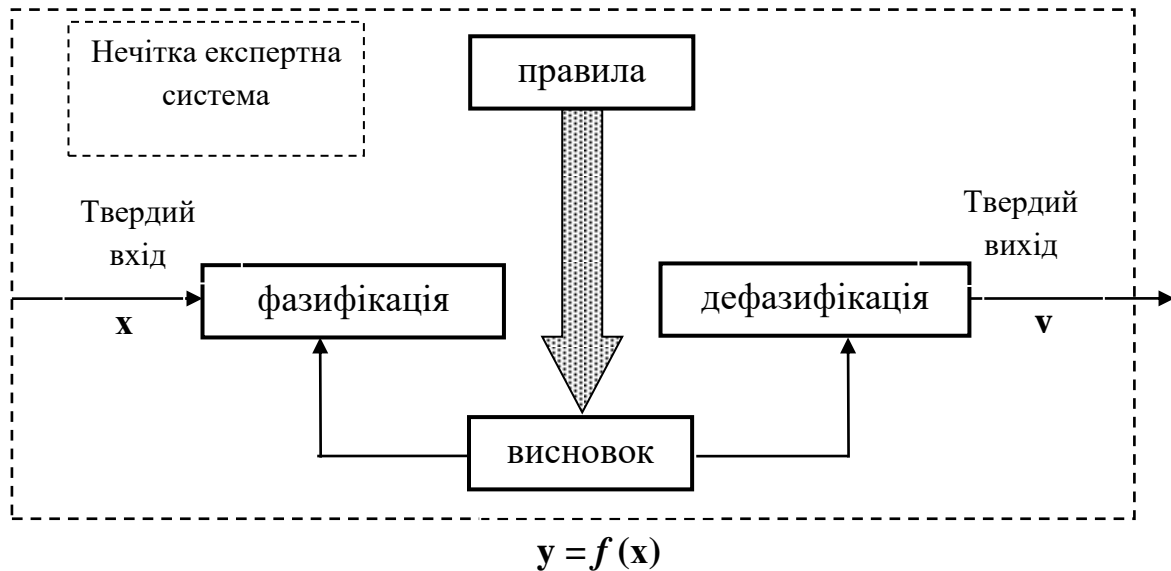 Нечітка експертна
система
правила
Твердий
вхід
Твердий
вихід
фазифікація
дефазифікація
x
v
висновок
y = f (x)